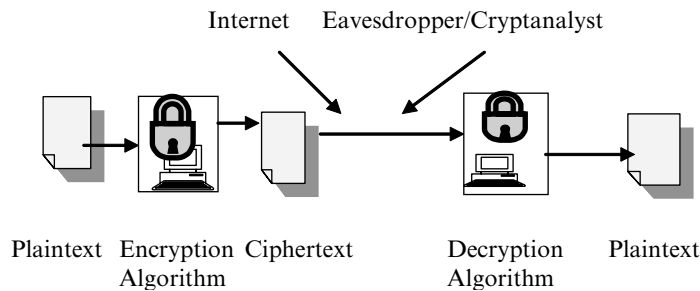 Internet Eavesdropper/Cryptanalyst
Plaintext Encryption Ciphertext Decryption Plaintext
Algorithm Algorithm